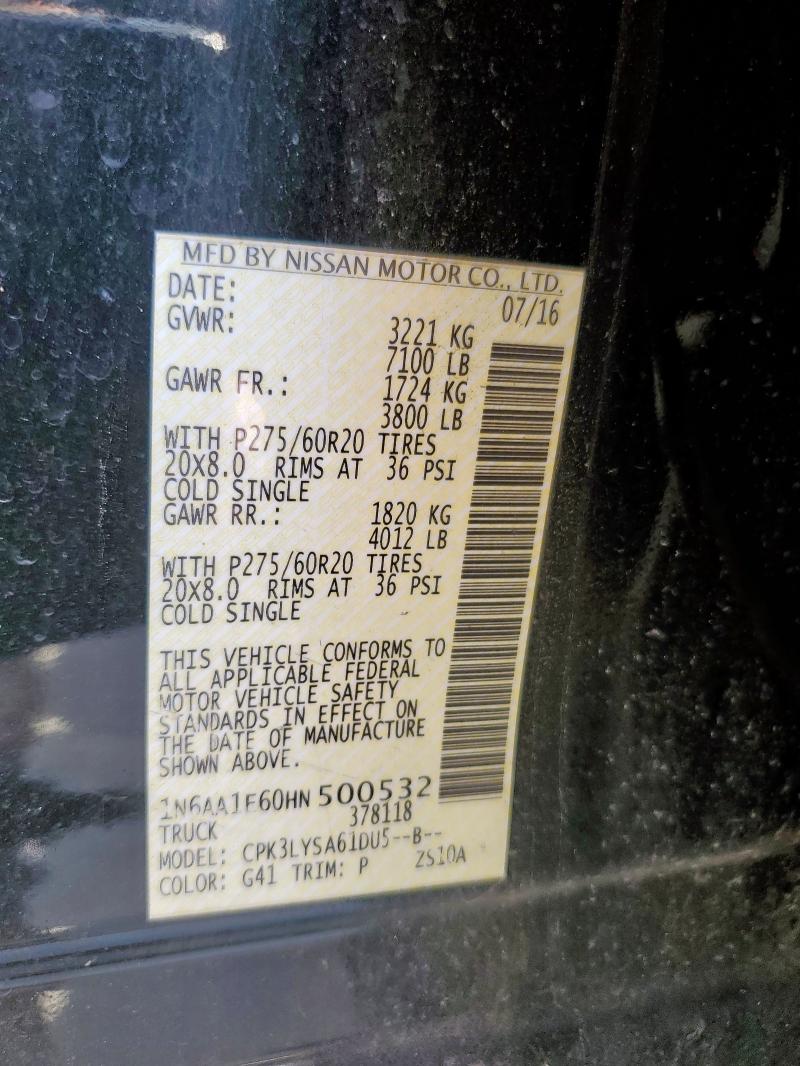 MFD BY NISSAN MOTOR CO., LTD.
DATE: 07/16
GVWR: 3221 KG
7100 LB
GAWR FR.: 1724 KG
3800 LB
WITH P275/60R20 TIRES
20X8.0 RIMS AT 36 PSI
COLD SINGLE
GAWR RR.: 1820 KG
4012 LB
WITH P275/60R20 TIRES
20X8.0 RIMS AT 36 PSI
COLD SINGLE
THIS VEHICLE CONFORMS TO
ALL APPLICABLE FEDERAL
MOTOR VEHICLE SAFETY
STANDARDS IN EFFECT ON
THE DATE OF MANUFACTURE
SHOWN ABOVE.
1N6AA1F60HN500532
378118
TRUCK
MODEL: CPK3LYSA61DU5--B--
COLOR: G41 TRIM: P ZS10A